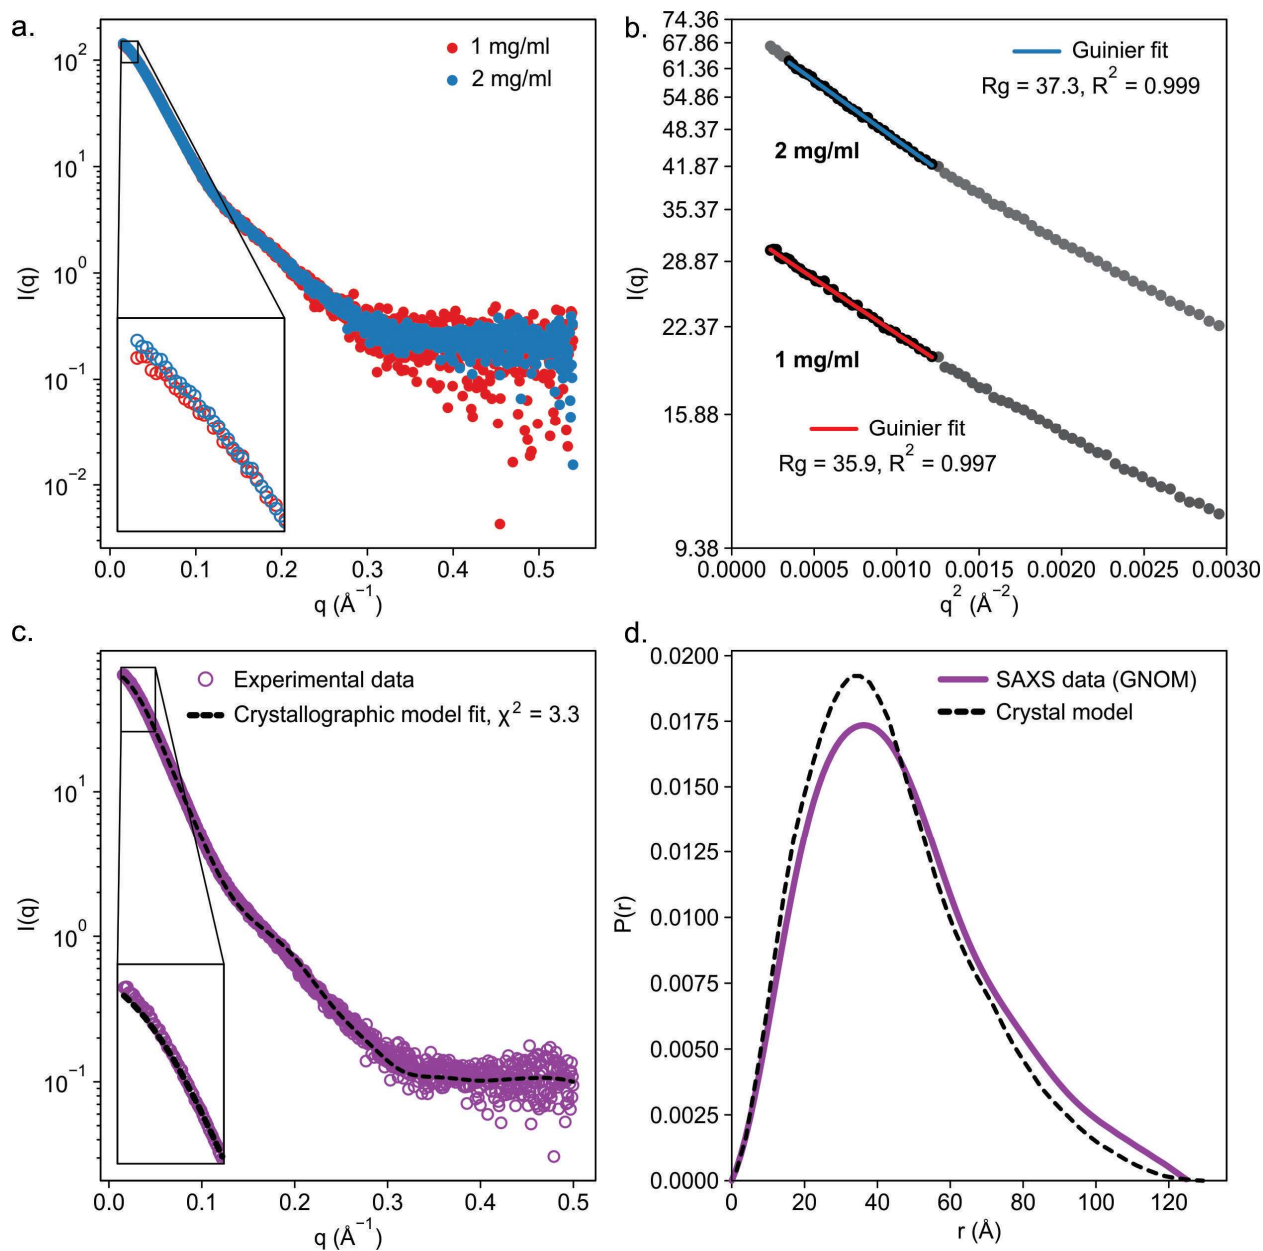 a.
1 mg/ml
2 mg/ml
10²
10¹
10⁰
10⁻¹
10⁻²
I(q)
0.0 0.1 0.2 0.3 0.4 0.5
q (Å⁻¹)
b.
74.36
67.86
61.36
54.86
48.37
41.87
35.37
28.87
22.37
15.88
9.38
I(q)
Guinier fit
Rg = 37.3, R² = 0.999
2 mg/ml
1 mg/ml
Guinier fit
Rg = 35.9, R² = 0.997
0.0000 0.0005 0.0010 0.0015 0.0020 0.0025 0.0030
q² (Å⁻²)
c.
Experimental data
Crystallographic model fit, χ² = 3.3
10¹
10⁰
10⁻¹
I(q)
0.0 0.1 0.2 0.3 0.4 0.5
q (Å⁻¹)
d.
0.0200
0.0175
0.0150
0.0125
0.0100
0.0075
0.0050
0.0025
0.0000
P(r)
SAXS data (GNOM)
Crystal model
0 20 40 60 80 100 120
r (Å)